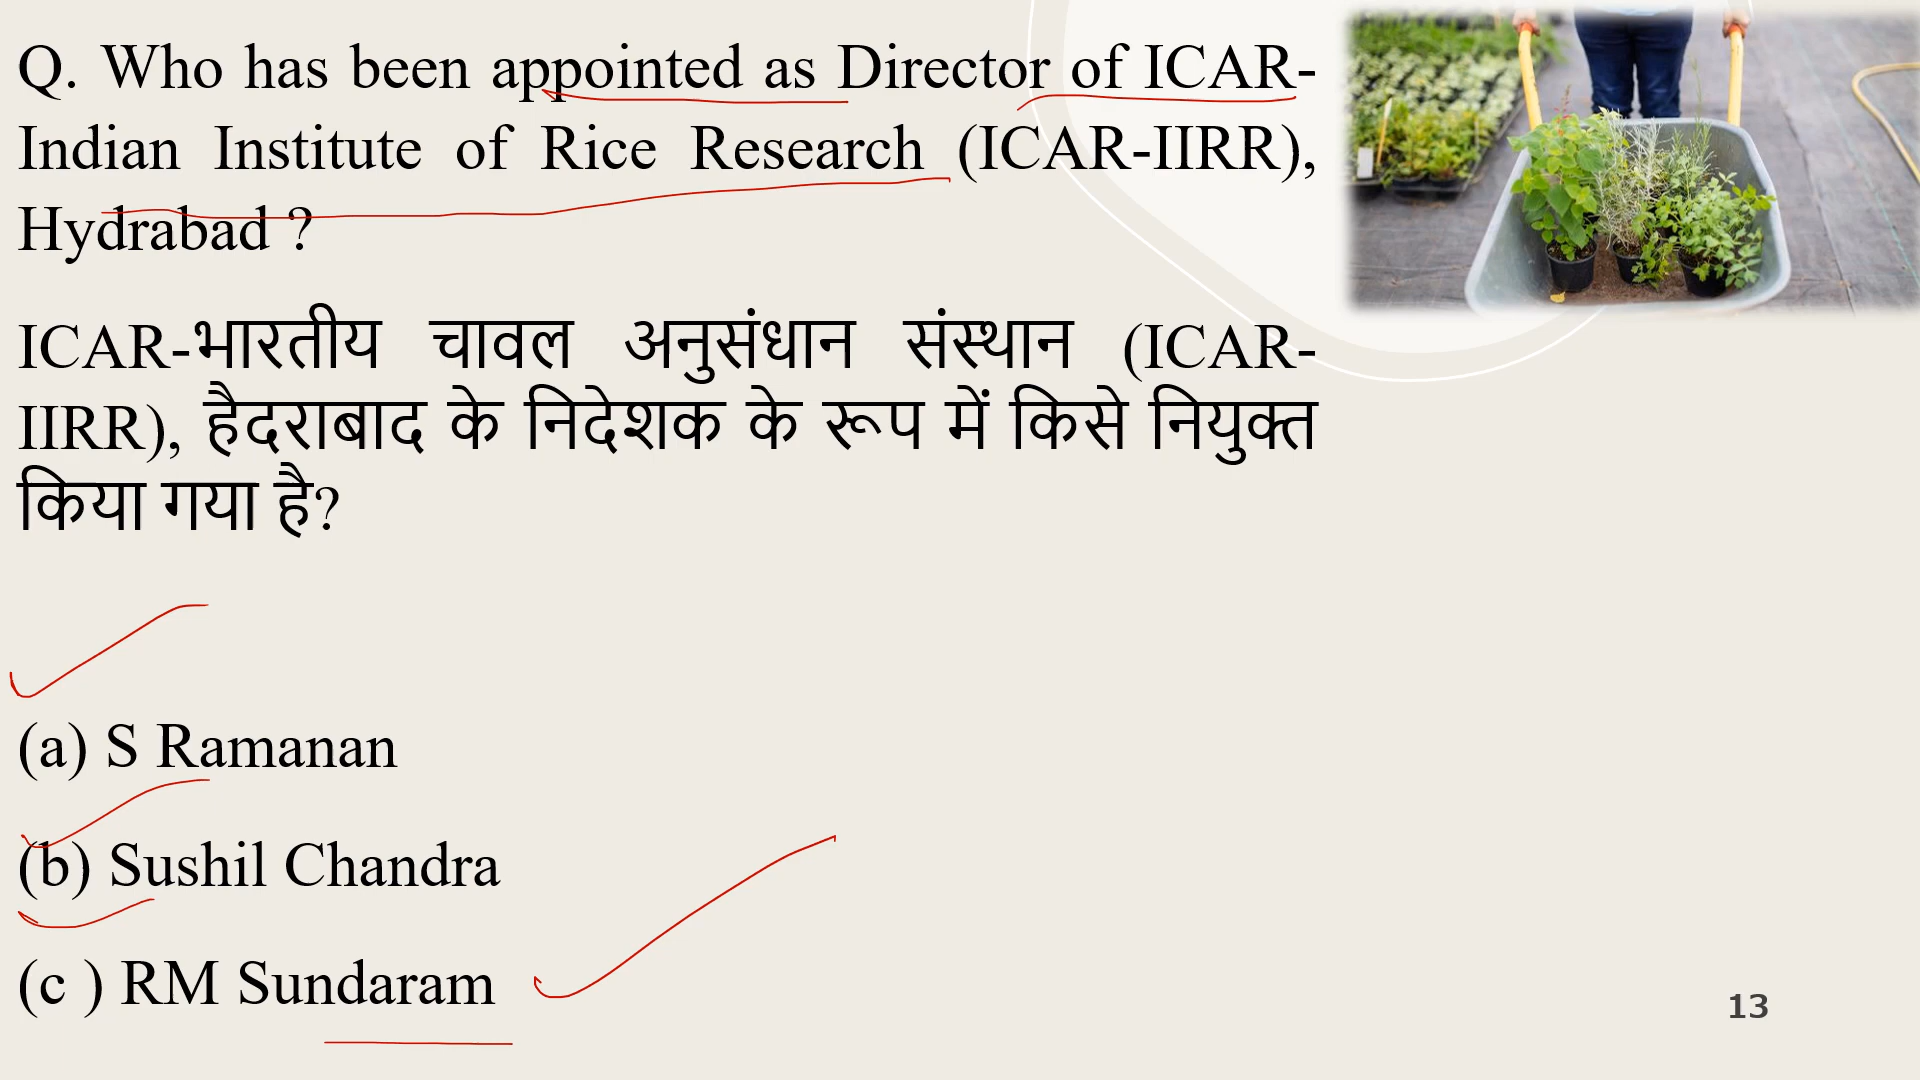 Q. Who has been appointed as Director of ICAR-
Indian Institute of Rice Research (ICAR-IIRR),
Hydrabad ?
ICAR-भारतीय चावल अनुसंधान संस्थान (ICAR-
IIRR), हैदराबाद के निदेशक के रूप में किसे नियुक्त
किया गया है?
(a) S Ramanan
(b) Sushil Chandra
(c ) RM Sundaram
13